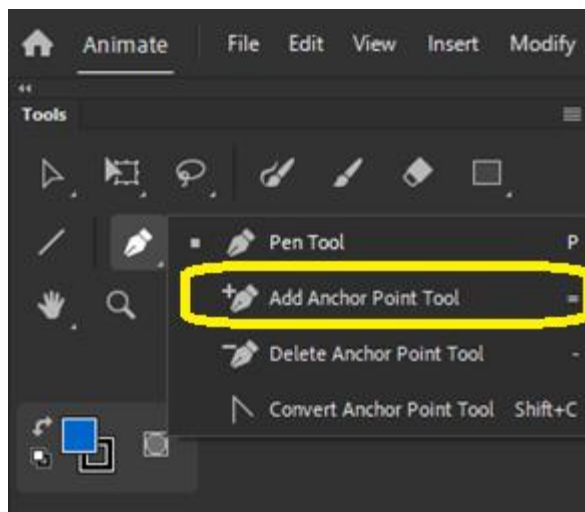 Animate File Edit View Insert Modify
Tools
Pen Tool P
Add Anchor Point Tool =
Delete Anchor Point Tool -
Convert Anchor Point Tool Shift+C